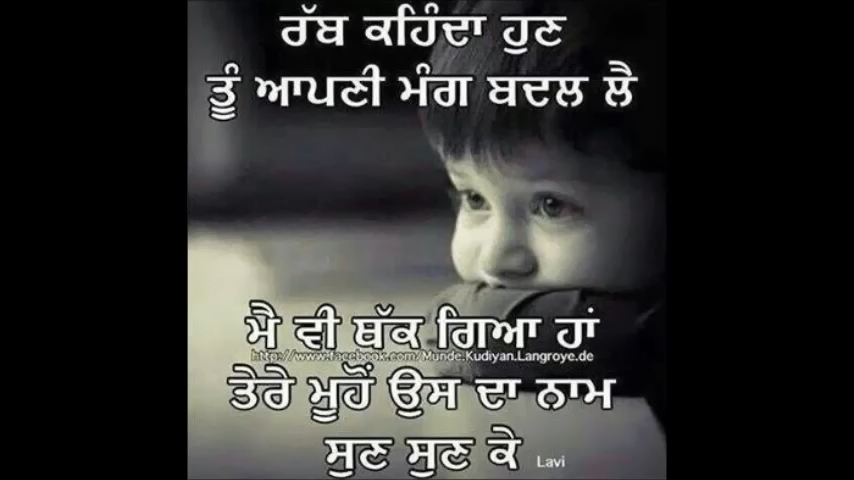 ਰੱਬ ਕਹਿੰਦਾ ਹੁਣ
ਤੂੰ ਆਪਣੀ ਮੰਗ ਬਦਲ ਲੈ
ਮੈ ਵੀ ਥੱਕ ਗਿਆ ਹਾਂ
http://www.facebook.com/Munde.Kudiyan.Langroye.de
ਤੇਰੇ ਮੂਹੋਂ ਉਸ ਦਾ ਨਾਮ
ਸੁਣ ਸੁਣ ਕੇ Lavi